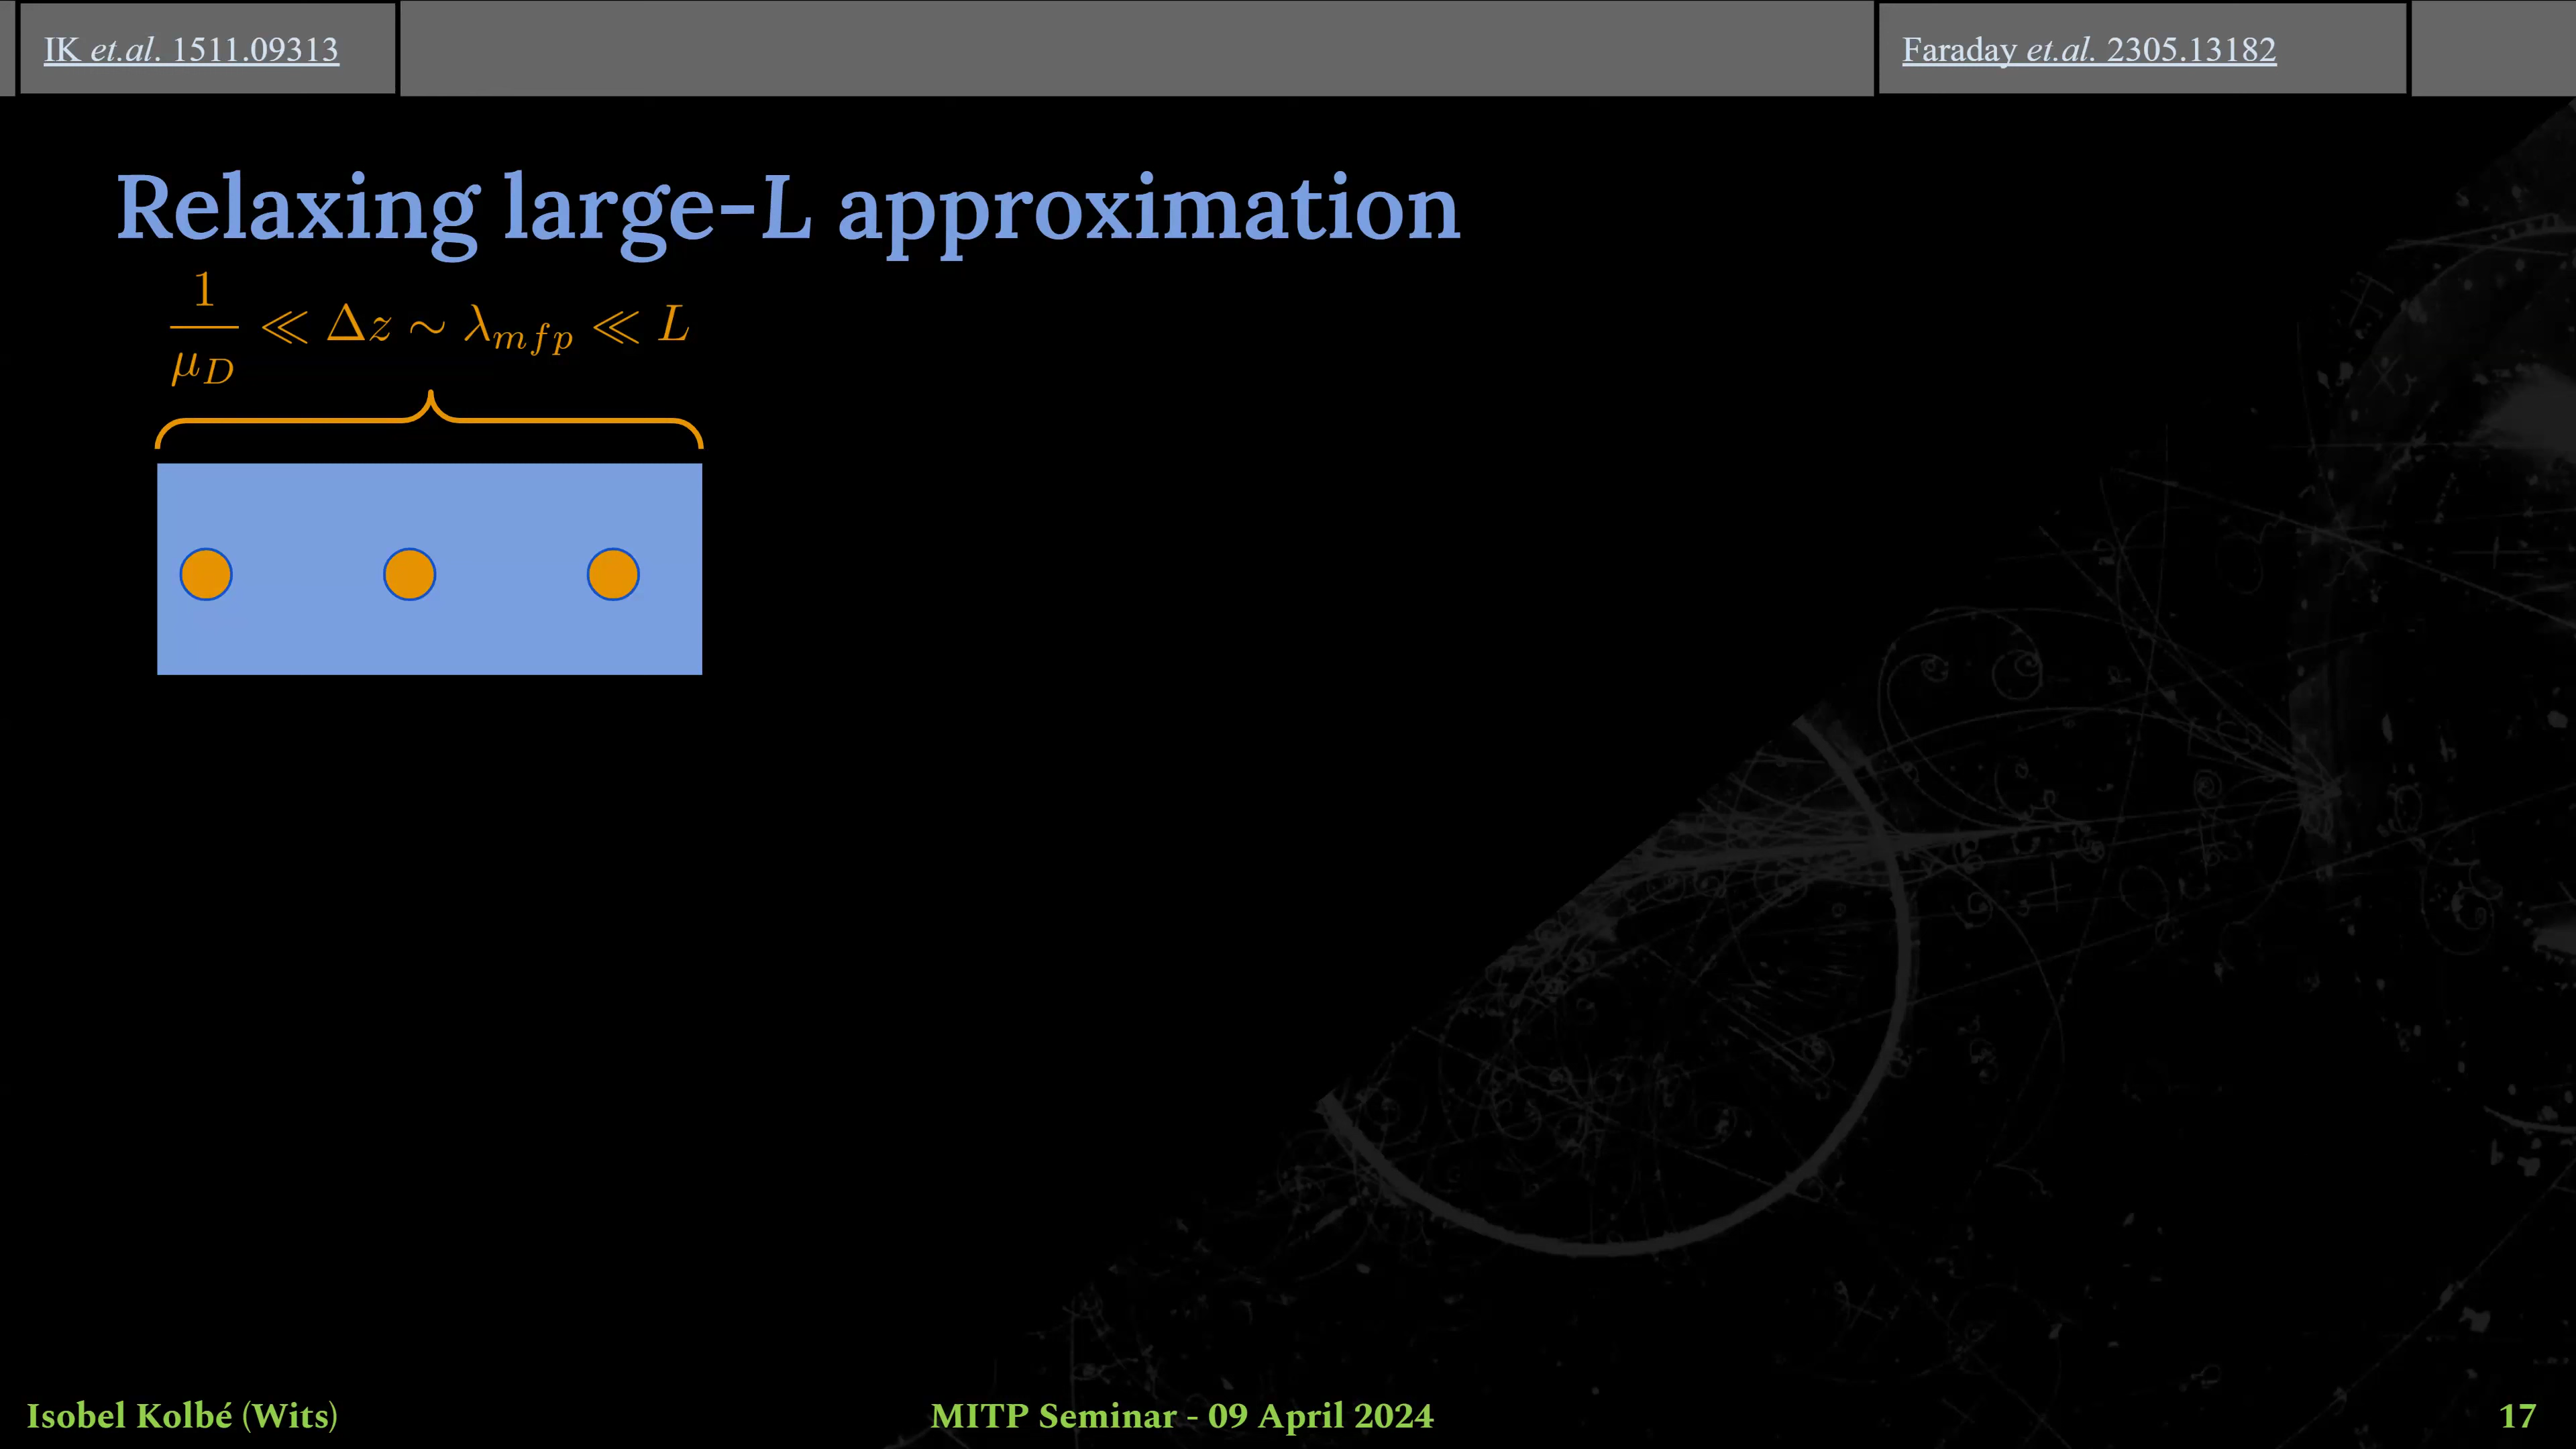 IK et.al. 1511.09313
Faraday et.al. 2305.13182
Relaxing large-L approximation
1/μ_D ≪ Δz ∼ λ_mfp ≪ L
Isobel Kolbé (Wits)
MITP Seminar - 09 April 2024
17